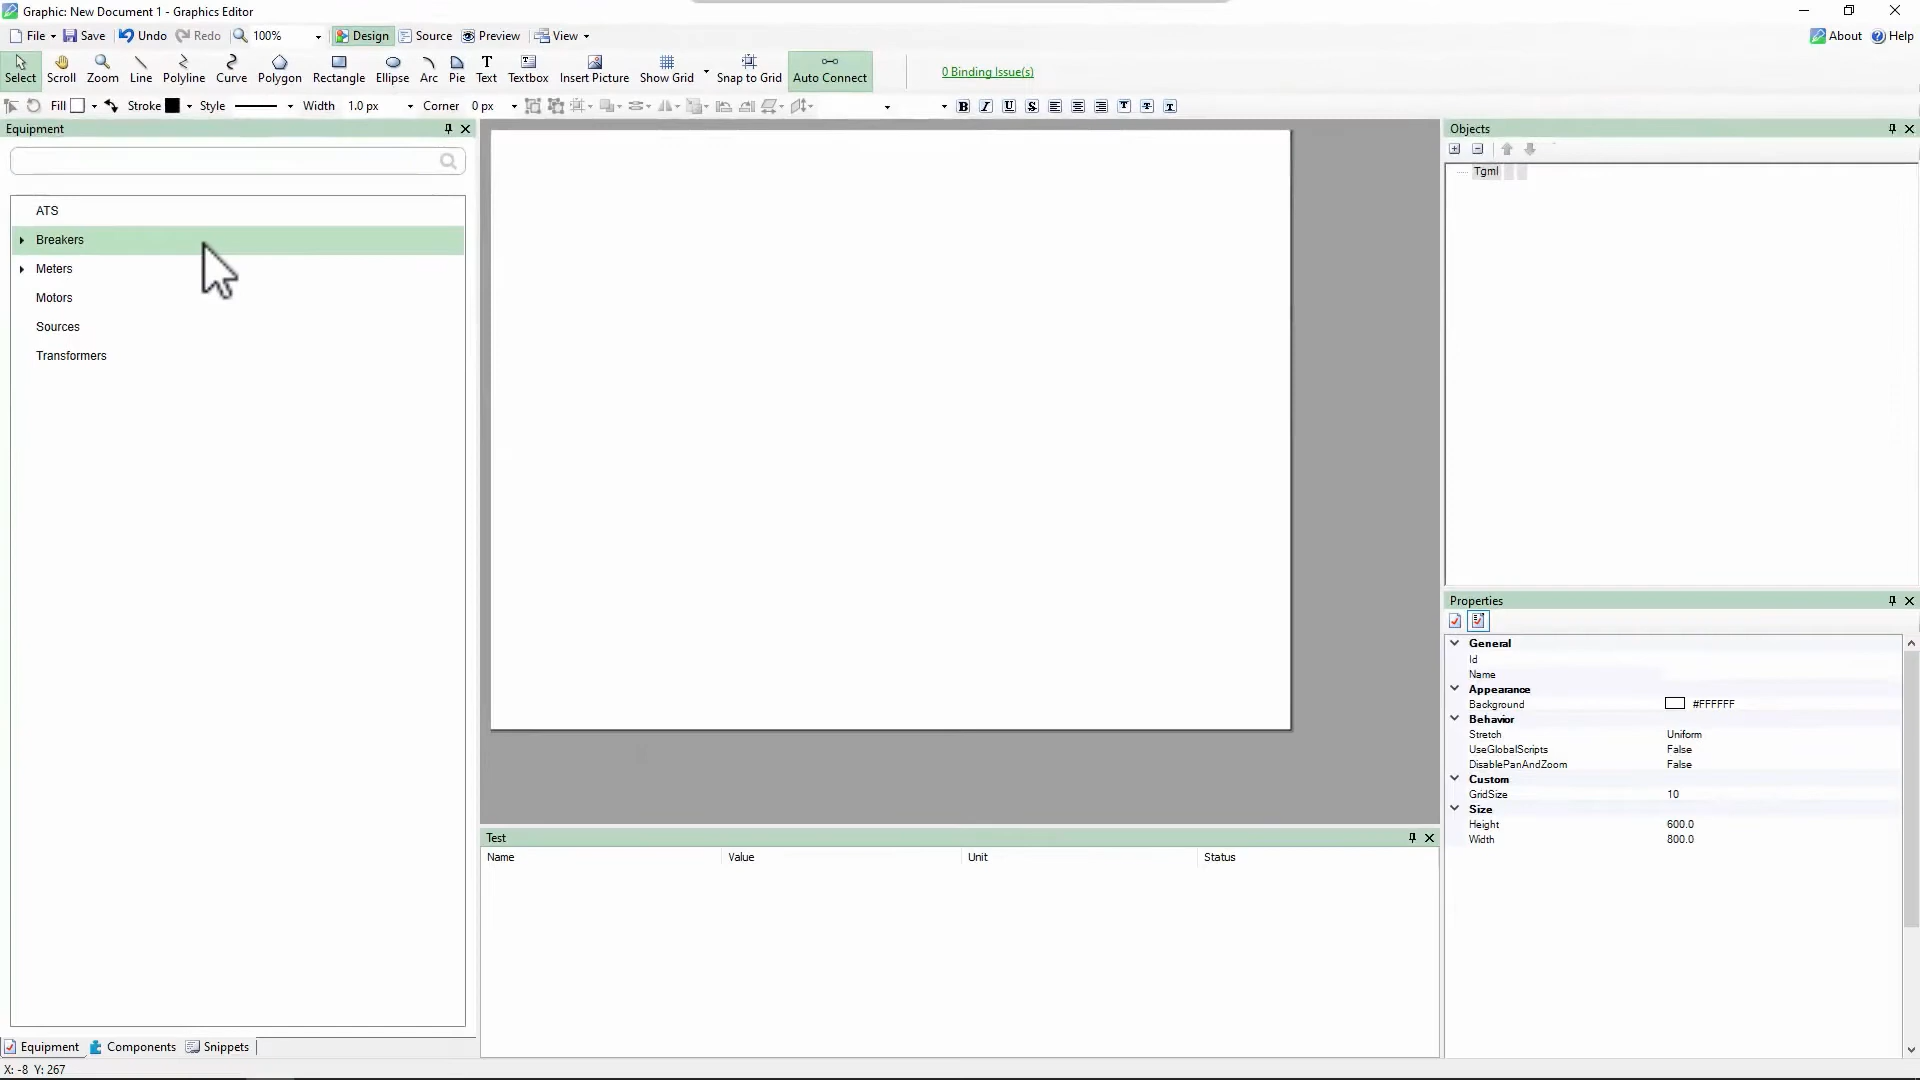 Graphic: New Document 1 - Graphics Editor
File Save Undo Redo 100% Design Source Preview View About Help
Select Scroll Zoom Line Polyline Curve Polygon Rectangle Ellipse Arc Pie Text Textbox Insert Picture Show Grid Snap to Grid Auto Connect 0 Binding Issue(s)
Fill Stroke Style Width 1.0 px Corner 0 px B I U S T T T
Equipment
ATS
Breakers
Meters
Motors
Sources
Transformers
Equipment Components Snippets
X: -8 Y: 267
Test
Name Value Unit Status
Objects
Tgml
Properties
General
Id
Name
Appearance
Background #FFFFFF
Behavior
Stretch Uniform
UseGlobalScripts False
DisablePanAndZoom False
Custom
GridSize 10
Size
Height 600.0
Width 800.0